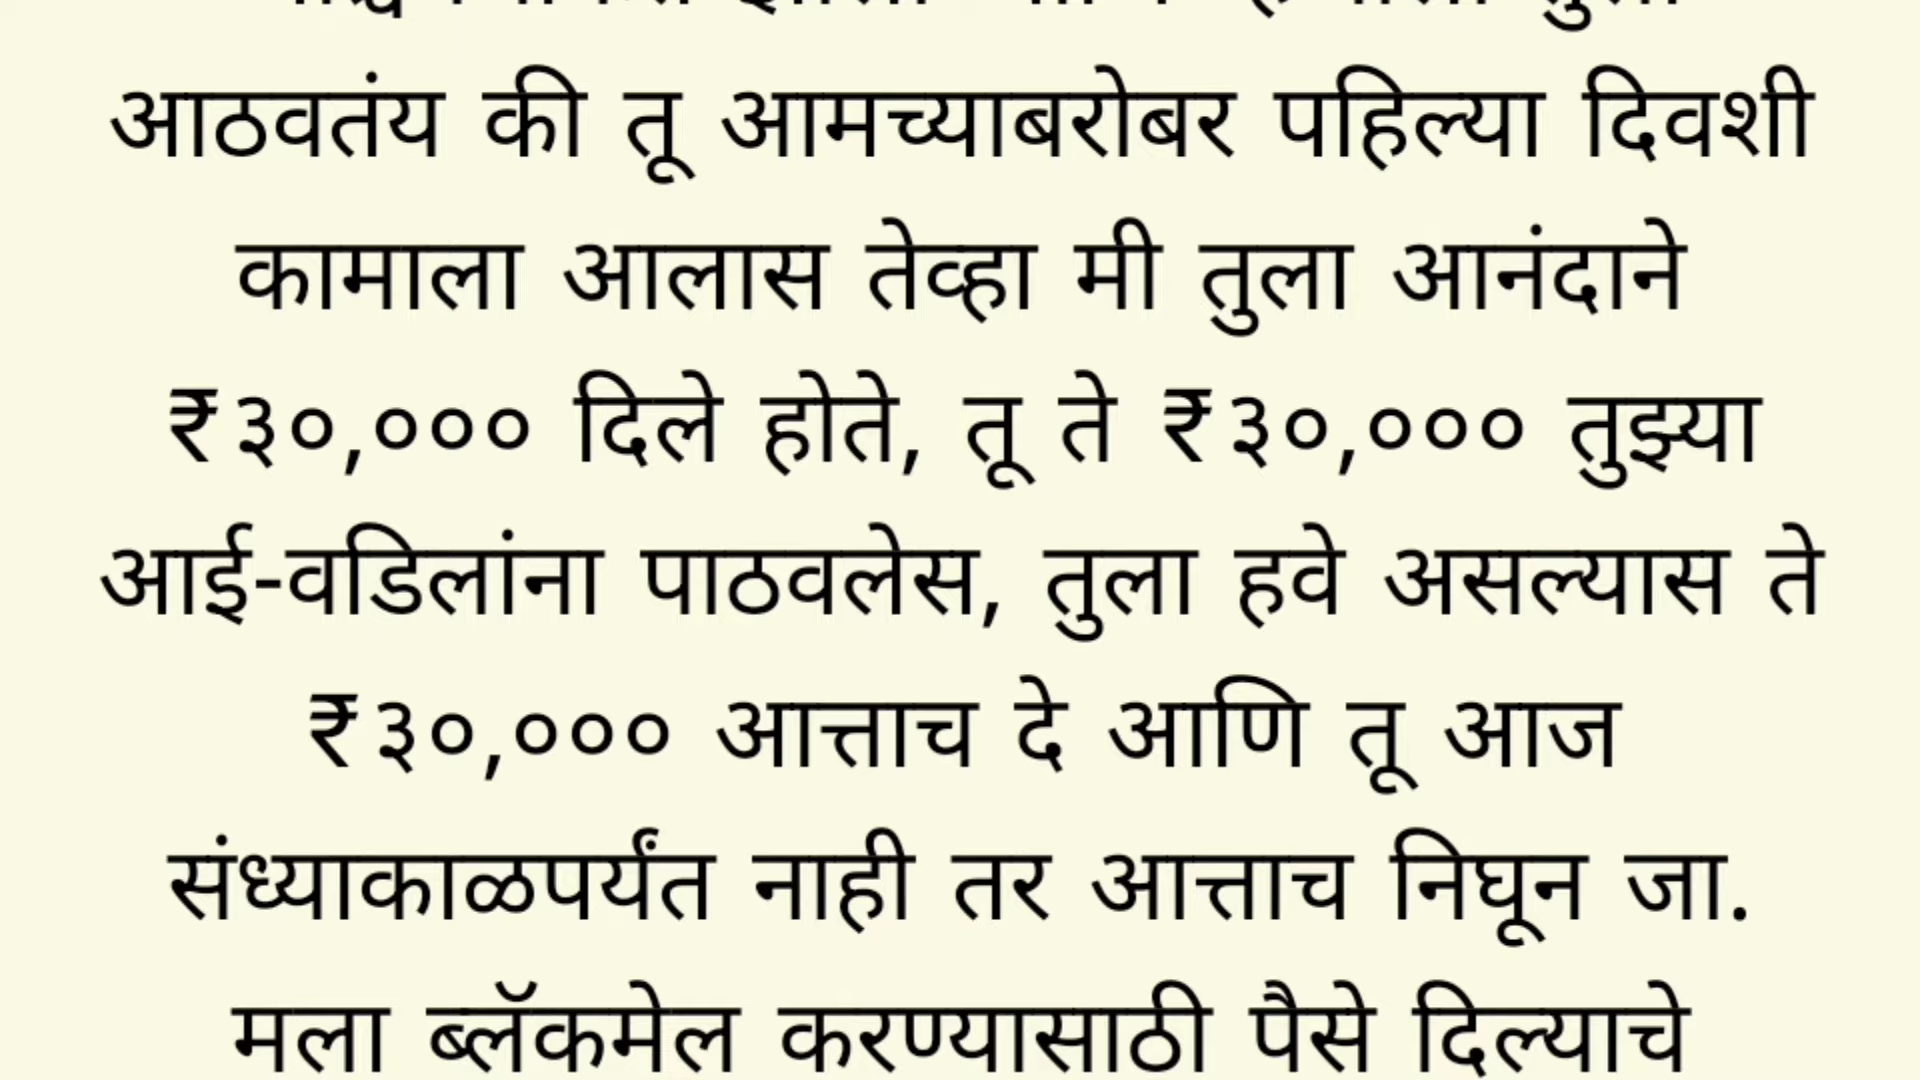 आठवतंय की तू आमच्याबरोबर पहिल्या दिवशी
कामाला आलास तेव्हा मी तुला आनंदाने
₹३०,००० दिले होते, तू ते ₹३०,००० तुझ्या
आई-वडिलांना पाठवलेस, तुला हवे असल्यास ते
₹३०,००० आत्ताच दे आणि तू आज
संध्याकाळपर्यंत नाही तर आत्ताच निघून जा.
मला ब्लॅकमेल करण्यासाठी पैसे दिल्याचे